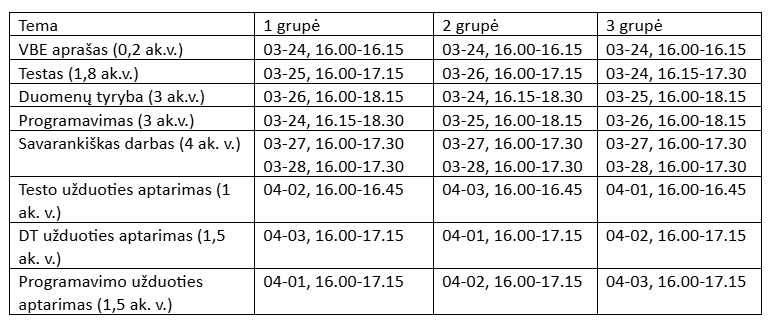 Tema 1 grupė 2 grupė 3 grupė
VBE aprašas (0,2 ak.v.) 03-24, 16.00-16.15 03-24, 16.00-16.15 03-24, 16.00-16.15
Testas (1,8 ak.v.) 03-25, 16.00-17.15 03-26, 16.00-17.15 03-24, 16.15-17.30
Duomenų tyryba (3 ak.v.) 03-26, 16.00-18.15 03-24, 16.15-18.30 03-25, 16.00-18.15
Programavimas (3 ak.v.) 03-24, 16.15-18.30 03-25, 16.00-18.15 03-26, 16.00-18.15
Savarankiškas darbas (4 ak. v.) 03-27, 16.00-17.30 03-27, 16.00-17.30 03-27, 16.00-17.30
03-28, 16.00-17.30 03-28, 16.00-17.30 03-28, 16.00-17.30
Testo užduoties aptarimas (1 04-02, 16.00-16.45 04-03, 16.00-16.45 04-01, 16.00-16.45
ak. v.)
DT užduoties aptarimas (1,5 04-03, 16.00-17.15 04-01, 16.00-17.15 04-02, 16.00-17.15
ak. v.)
Programavimo užduoties 04-01, 16.00-17.15 04-02, 16.00-17.15 04-03, 16.00-17.15
aptarimas (1,5 ak. v.)